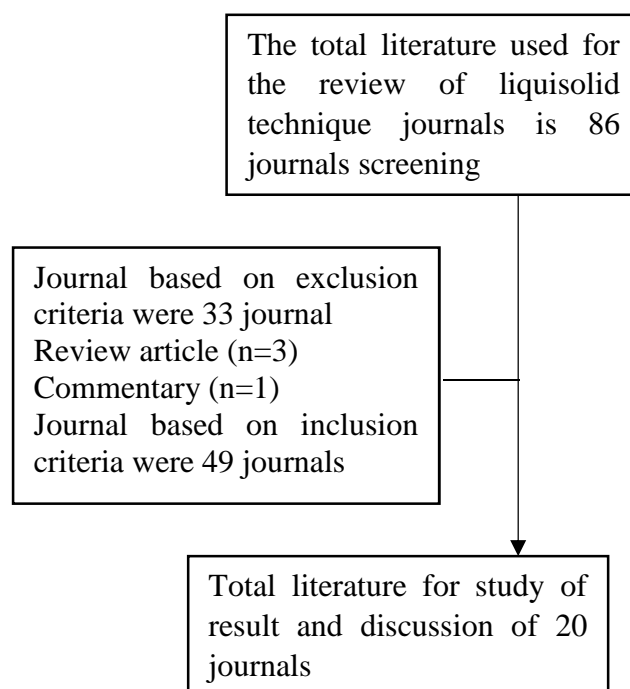 The total literature used for
the review of liquisolid
technique journals is 86
journals screening
Journal based on exclusion
criteria were 33 journal
Review article (n=3)
Commentary (n=1)
Journal based on inclusion
criteria were 49 journals
Total literature for study of
result and discussion of 20
journals